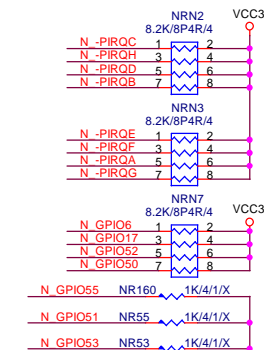 NRN2 VCC3
8.2K/8P4R/4
N_-PIRQC 1 2
N_-PIRQH 3 4
N_-PIRQD 5 6
N_-PIRQB 7 8
NRN3
8.2K/8P4R/4
N_-PIRQE 1 2
N_-PIRQF 3 4
N_-PIRQA 5 6
N_-PIRQG 7 8
NRN7 VCC3
8.2K/8P4R/4
N_GPIO6 1 2
N_GPIO17 3 4
N_GPIO52 5 6
N_GPIO50 7 8
N_GPIO55 NR160 1K/4/1/X
N_GPIO51 NR55 1K/4/1/X
N_GPIO53 NR53 1K/4/1/X